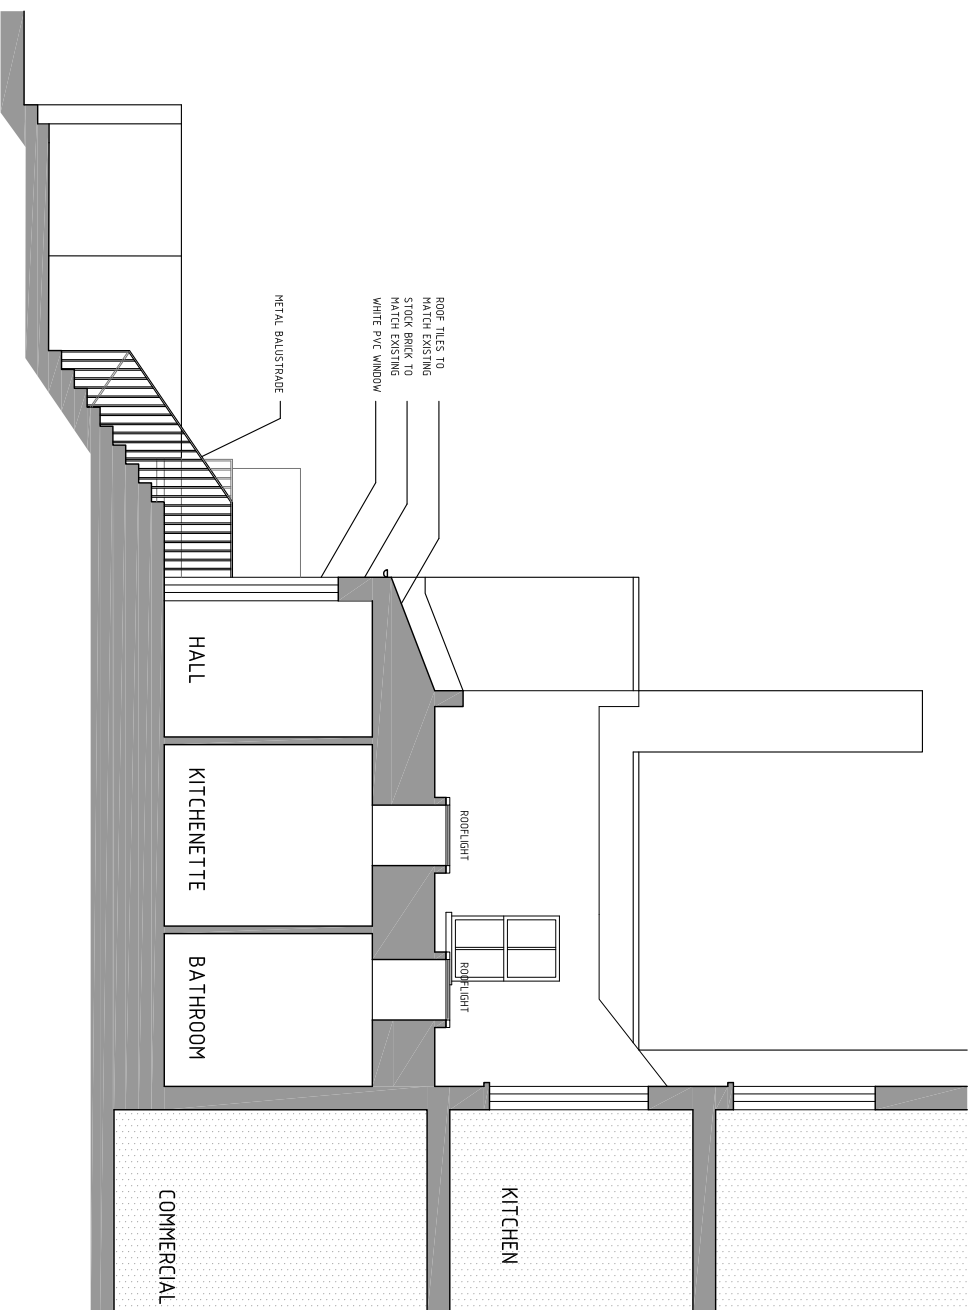 ROOF TILES TO
MATCH EXISTING
STOCK BRICK TO
MATCH EXISTING
WHITE PVC WINDOW
METAL BALUSTRADE
ROOFLIGHT
ROOFLIGHT
KITCHEN
HALL
KITCHENETTE
BATHROOM
COMMERCIAL